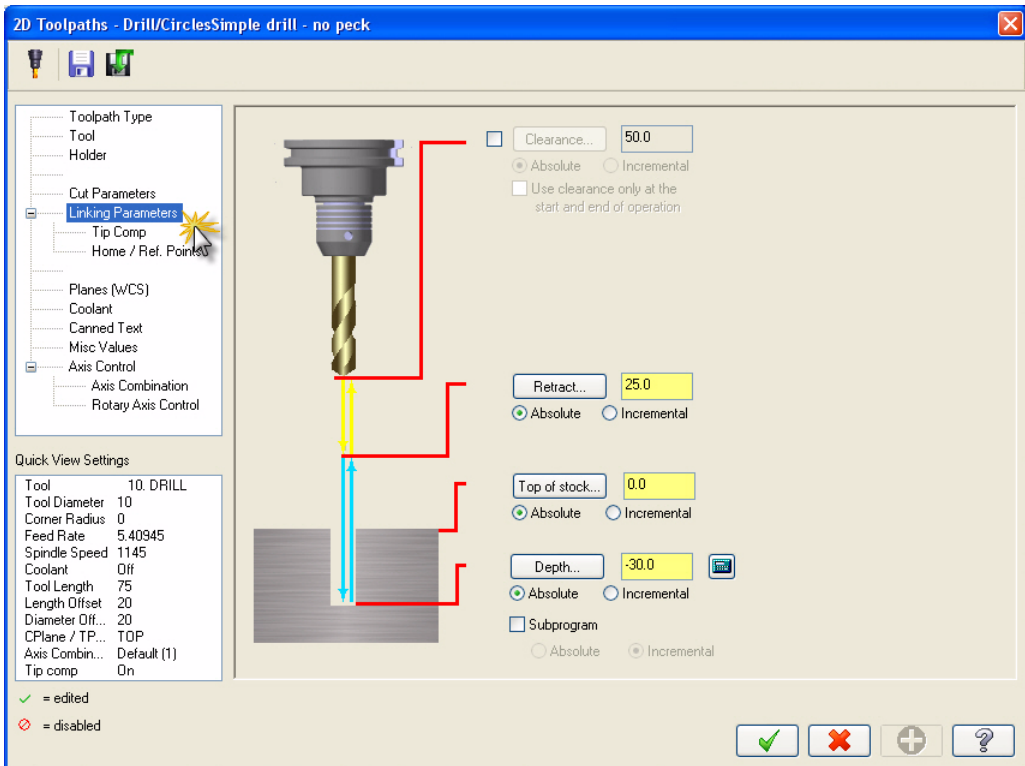 2D Toolpaths - Drill/CirclesSimple drill - no peck
Toolpath Type
Tool
Holder
Cut Parameters
Linking Parameters
Tip Comp
Home / Ref. Points
Planes (WCS)
Coolant
Canned Text
Misc Values
Axis Control
Axis Combination
Rotary Axis Control
Quick View Settings
Tool 10. DRILL
Tool Diameter 10
Corner Radius 0
Feed Rate 5.40945
Spindle Speed 1145
Coolant Off
Tool Length 75
Length Offset 20
Diameter Off... 20
CPlane / TP... TOP
Axis Combin... Default (1)
Tip comp On
= edited
= disabled
Clearance... 50.0
Absolute Incremental
Use clearance only at the
start and end of operation
Retract... 25.0
Absolute Incremental
Top of stock... 0.0
Absolute Incremental
Depth... -30.0
Absolute Incremental
Subprogram
Absolute Incremental